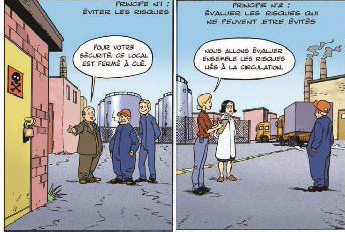 PRINCIPE N°1 :
ÉVITER LES RISQUES
POUR VOTRE
SÉCURITÉ, CE LOCAL
EST FERMÉ À CLÉ.
PRINCIPE N°2 :
ÉVALUER LES RISQUES QUI
NE PEUVENT ÊTRE ÉVITÉS
NOUS ALLONS ÉVALUER
ENSEMBLE LES RISQUES
LIÉS À LA CIRCULATION.